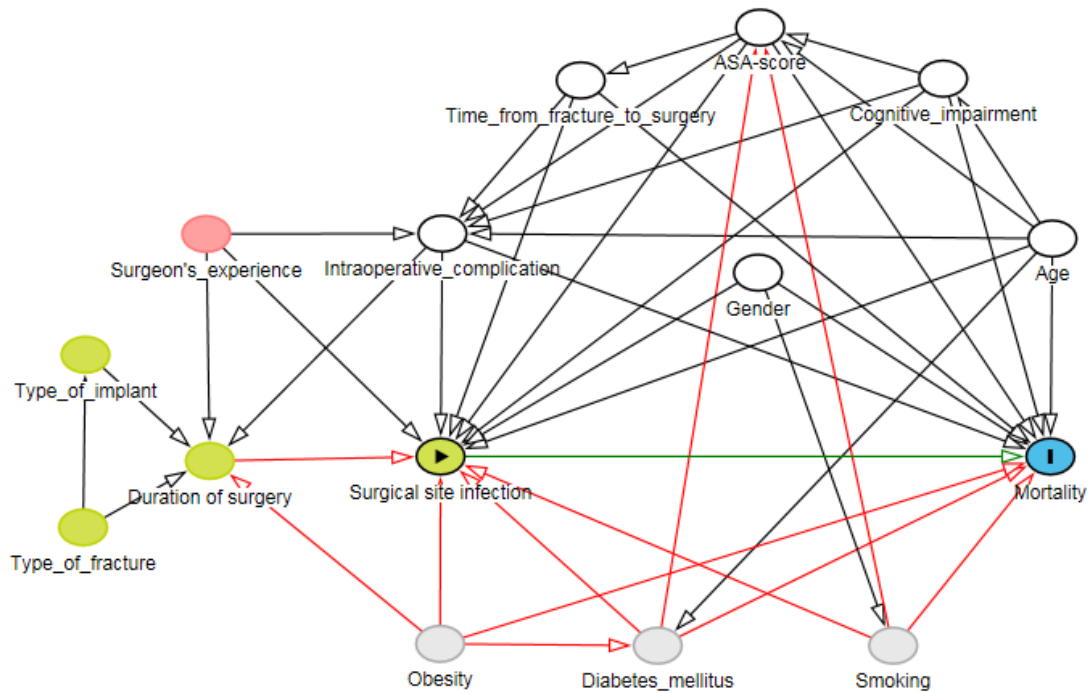 ASA-score
Time_from_fracture_to_surgery
Cognitive_impairment
Surgeon's_experience
Intraoperative_complication
Age
Gender
Type_of_implant
Duration of surgery
Surgical site infection
Mortality
Type_of_fracture
Obesity
Diabetes_mellitus
Smoking